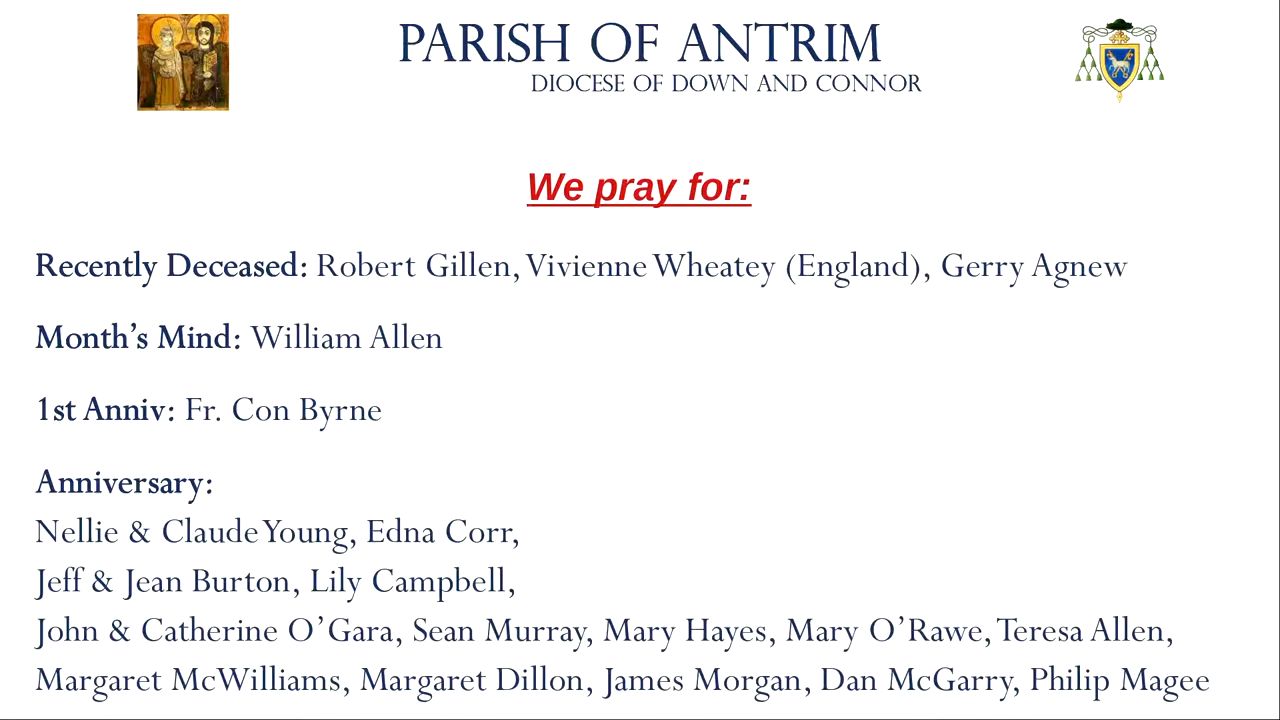 PARISH OF ANTRIM
DIOCESE OF DOWN AND CONNOR
We pray for:
Recently Deceased: Robert Gillen, Vivienne Wheatey (England), Gerry Agnew
Month’s Mind: William Allen
1st Anniv: Fr. Con Byrne
Anniversary:
Nellie & Claude Young, Edna Corr,
Jeff & Jean Burton, Lily Campbell,
John & Catherine O’Gara, Sean Murray, Mary Hayes, Mary O’Rawe, Teresa Allen,
Margaret McWilliams, Margaret Dillon, James Morgan, Dan McGarry, Philip Magee